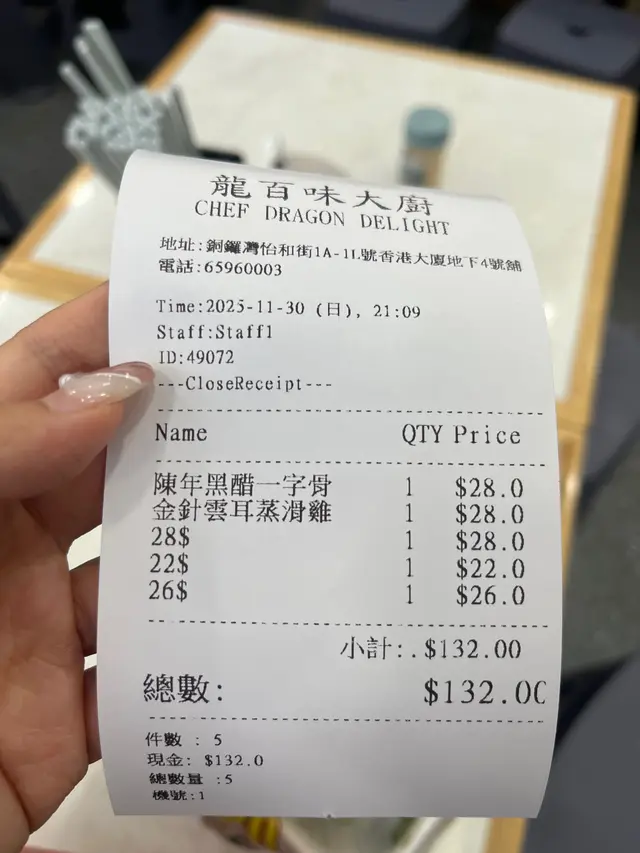 龍百味大廚
CHEF DRAGON DELIGHT
地址:銅鑼灣怡和街1A-1L號香港大廈地下4號舖
電話:65960003
Time:2025-11-30 (日), 21:09
Staff:Staff1
ID:49072
---CloseReceipt---
Name QTY Price
陳年黑醋一字骨 1 $28.0
金針雲耳蒸滑雞 1 $28.0
28$ 1 $28.0
22$ 1 $22.0
26$ 1 $26.0
小計:.$132.00
總數: $132.00
件數 : 5
現金: $132.0
總數量 :5
機號:1